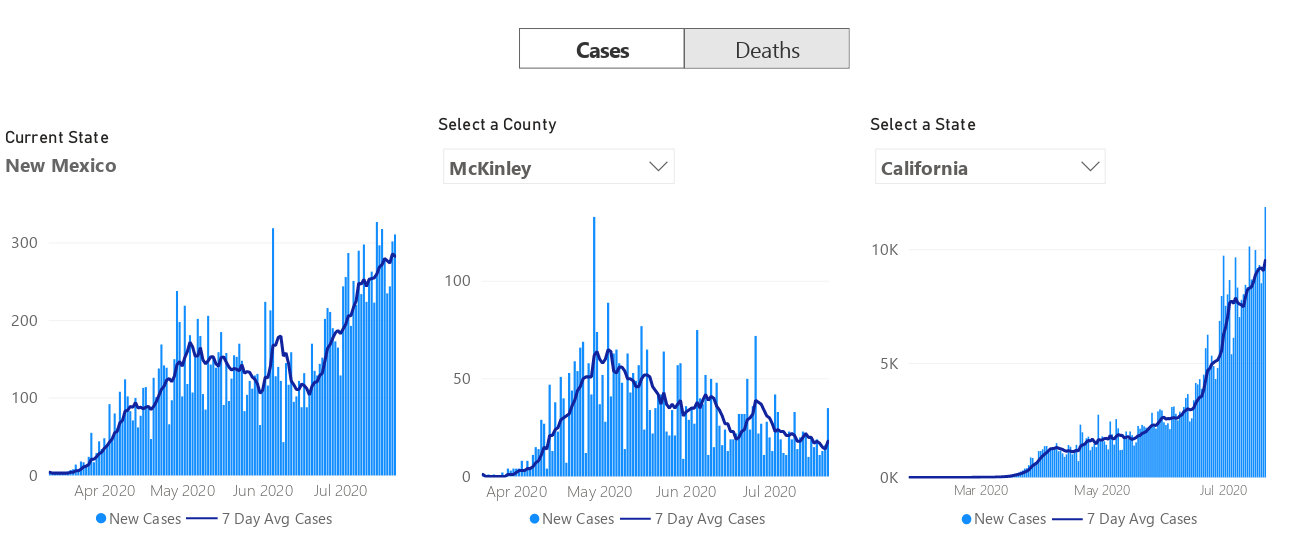 Cases Deaths
Current State
New Mexico
Select a County
McKinley
Select a State
California
300
200
100
0
Apr 2020 May 2020 Jun 2020 Jul 2020
New Cases 7 Day Avg Cases
100
50
0
Apr 2020 May 2020 Jun 2020 Jul 2020
New Cases 7 Day Avg Cases
10K
5K
0K
Mar 2020 May 2020 Jul 2020
New Cases 7 Day Avg Cases